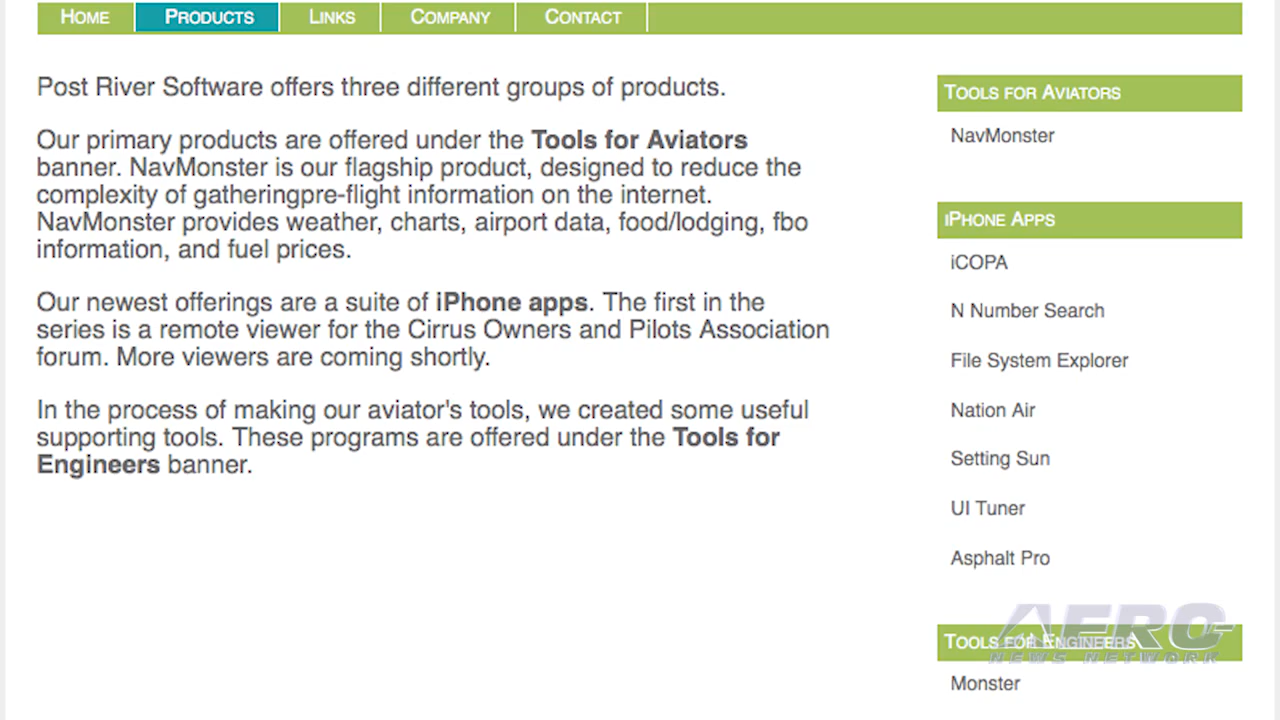 HOME PRODUCTS LINKS COMPANY CONTACT
Post River Software offers three different groups of products.
Our primary products are offered under the Tools for Aviators
banner. NavMonster is our flagship product, designed to reduce the
complexity of gatheringpre-flight information on the internet.
NavMonster provides weather, charts, airport data, food/lodging, fbo
information, and fuel prices.
Our newest offerings are a suite of iPhone apps. The first in the
series is a remote viewer for the Cirrus Owners and Pilots Association
forum. More viewers are coming shortly.
In the process of making our aviator's tools, we created some useful
supporting tools. These programs are offered under the Tools for
Engineers banner.
TOOLS FOR AVIATORS
NavMonster
IPHONE APPS
iCOPA
N Number Search
File System Explorer
Nation Air
Setting Sun
UI Tuner
Asphalt Pro
TOOLS FOR ENGINEERS
Monster
AERO
NEWS NETWORK